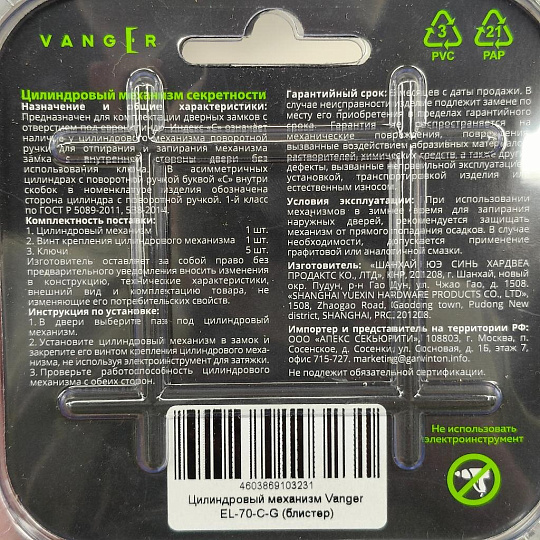 VANGER
3
PVC
21
PAP
Цилиндровый механизм секретности
Назначение и общие характеристики:
Предназначен для комплектации дверных замков с
отверстием под евроцилиндр. Индекс «С» означает
наличие у цилиндрового механизма поворотной
ручки для отпирания и запирания механизма
замка с внутренней стороны двери без
использования ключа. В асимметричных
цилиндрах с поворотной ручкой буквой «С» внутри
скобок в номенклатуре изделия обозначена
сторона цилиндра с поворотной ручкой. 1-й класс
по ГОСТ Р 5089-2011, 538-2014.
Комплектность поставки:
1. Цилиндровый механизм 1 шт.
2. Винт крепления цилиндрового механизма 1 шт.
3. Ключи 5 шт.
Изготовитель оставляет за собой право без
предварительного уведомления вносить изменения
в конструкцию, технические характеристики,
внешний вид и комплектацию товара, не
изменяющие его потребительских свойств.
Инструкция по установке:
1. В двери выберите паз под цилиндровый
механизм.
2. Установите цилиндровый механизм в замок и
закрепите его винтом крепления цилиндрового меха-
низма, не используя электроинструмент для затяжки.
3. Проверьте работоспособность цилиндрового
механизма с обеих сторон.
Гарантийный срок: месяцев с даты продажи. В
случае неисправности изделие подлежит замене по
месту его приобретения в пределах гарантийного
срока. Гарантия не распространяется на
механические повреждения, повреждения,
вызванные воздействием абразивных материалов,
растворителей, химических средств, а также другие
дефекты, вызванные неправильной эксплуатацией,
установкой, транспортировкой изделия или
естественным износом.
Условия эксплуатации: При использовании
механизмов в зимнее время для запирания
наружных дверей, рекомендуется защищать
механизм от прямого попадания осадков. В случае
необходимости, допускается применение
графитовой или аналогичной смазки.
Изготовитель: «ШАНХАЙ ЮЭ СИНЬ ХАРДВЕА
ПРОДАКТС КО., ЛТД», КНР, 201208, г. Шанхай, новый
окр. Пудун, р-н Гао Дун, ул. Чжао Гао, д. 1508.
«SHANGHAI YUEXIN HARDWARE PRODUCTS CO., LTD»,
1508, Zhaogao Road, Gaodong town, Pudong New
district, SHANGHAI, PRC, 201208.
Импортер и представитель на территории РФ:
ООО «АПЕКС СЕКЬЮРИТИ», 108803, г. Москва, п.
Сосенское, д. Сосенки, ул. Сосновая, д. 1Б, этаж 7,
офис 715-727. marketing@garvinton.com
Не подлежит обязательной сертификации.
Не использовать
электроинструмент
4603869103231
Цилиндровый механизм Vanger
EL-70-C-G (блистер)